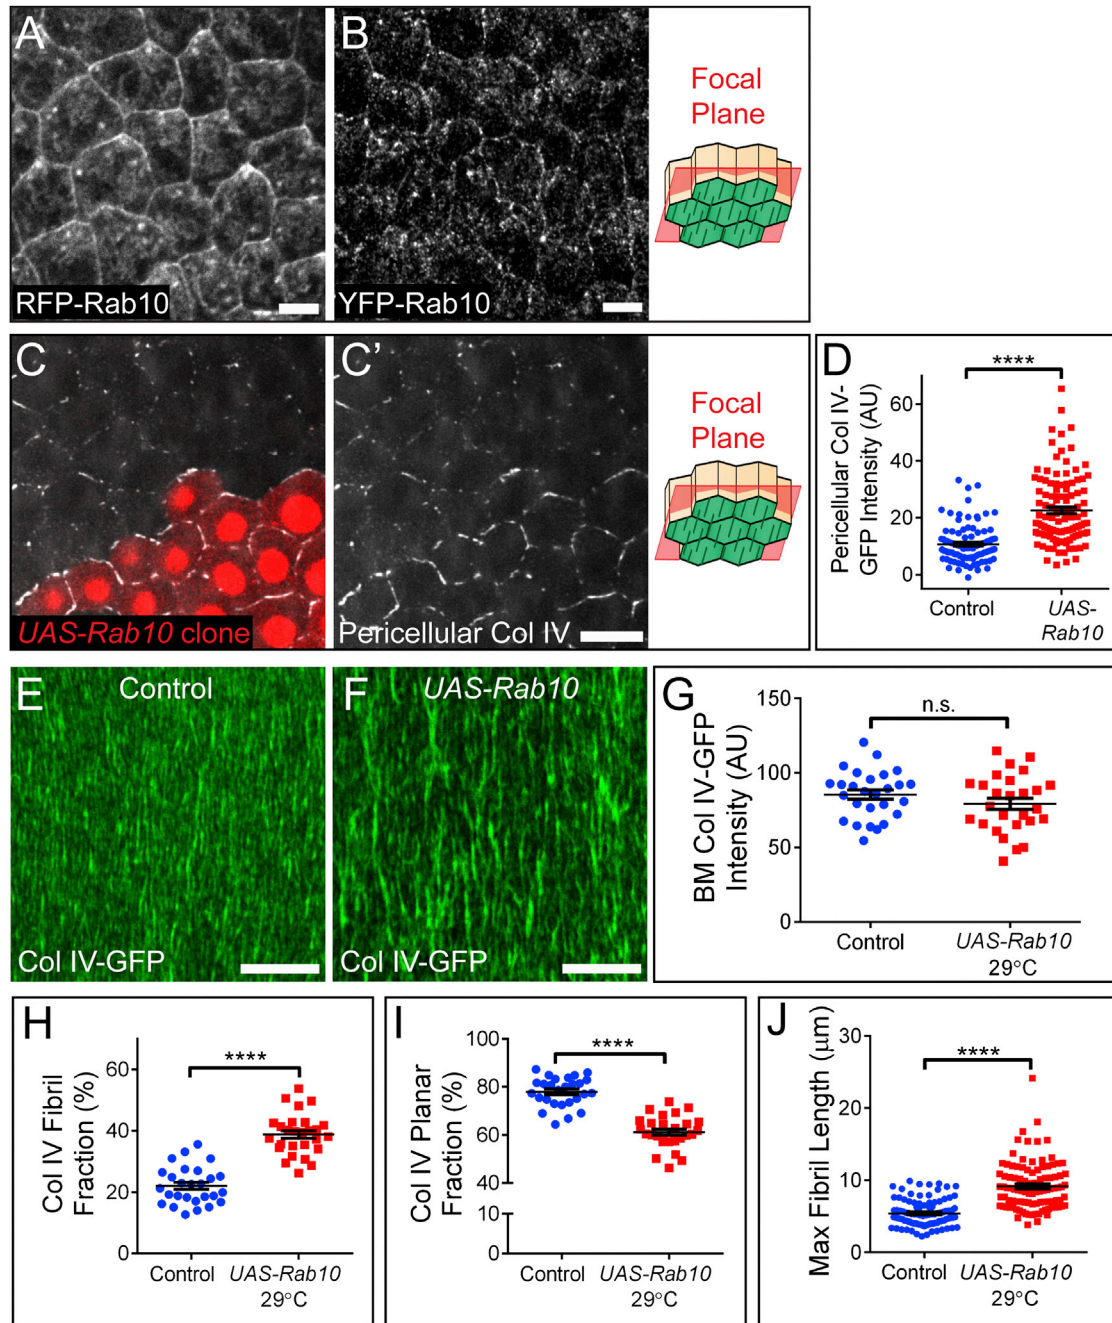 A
RFP-Rab10
B
YFP-Rab10
Focal
Plane
C
UAS-Rab10 clone
C'
Pericellular Col IV
Focal
Plane
D
Pericellular Col IV-
GFP Intensity (AU)
60
40
20
0
****
Control
UAS-
Rab10
E
Control
Col IV-GFP
F
UAS-Rab10
Col IV-GFP
G
BM Col IV-GFP
Intensity (AU)
150
100
50
0
n.s.
Control
UAS-Rab10
29°C
H
Col IV Fibril
Fraction (%)
60
40
20
0
****
Control
UAS-Rab10
29°C
I
Col IV Planar
Fraction (%)
100
80
60
40
10
0
****
Control
UAS-Rab10
29°C
J
Max Fibril Length (μm)
30
20
10
0
****
Control
UAS-Rab10
29°C